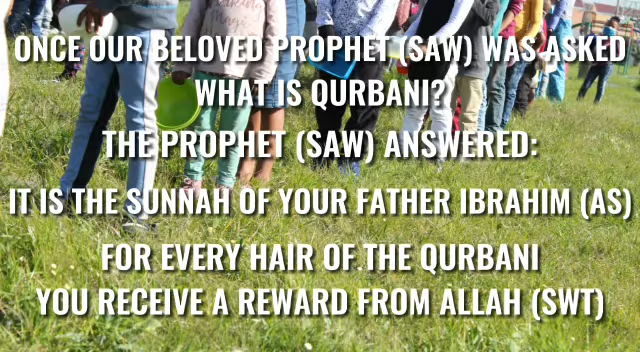 ONCE OUR BELOVED PROPHET (SAW) WAS ASKED
WHAT IS QURBANI?
THE PROPHET (SAW) ANSWERED:
IT IS THE SUNNAH OF YOUR FATHER IBRAHIM (AS)
FOR EVERY HAIR OF THE QURBANI
YOU RECEIVE A REWARD FROM ALLAH (SWT)